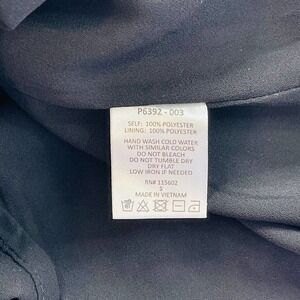 P639Z - 003
SELF: 100% POLYESTER
LINING: 100% POLYESTER
HAND WASH COLD WATER
WITH SIMILAR COLORS
DO NOT BLEACH
DO NOT TUMBLE DRY
DRY FLAT
LOW IRON IF NEEDED
RN# 115602
S
MADE IN VIETNAM